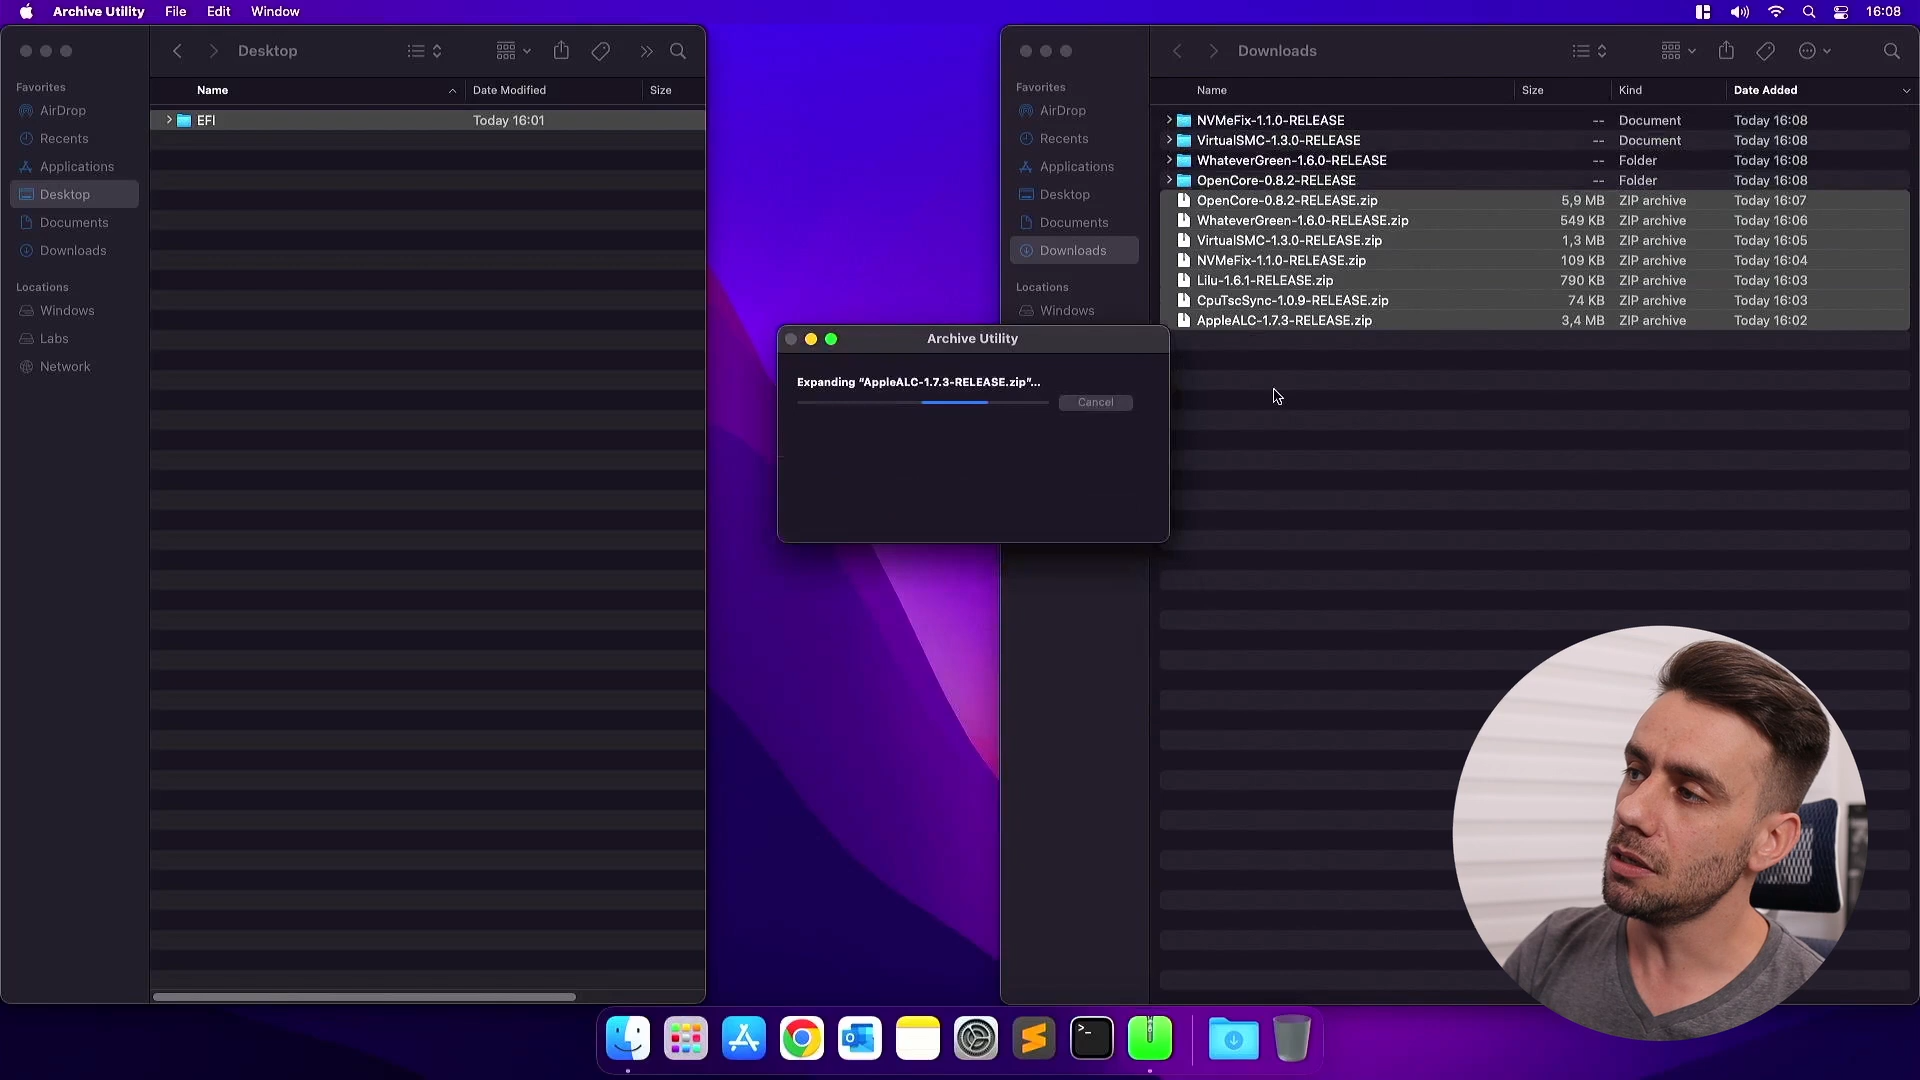 Archive Utility File Edit Window 16:08
Desktop
Favorites
AirDrop
Recents
Applications
Desktop
Documents
Downloads
Locations
Windows
Labs
Network
Name Date Modified Size
EFI Today 16:01
Downloads
Favorites
AirDrop
Recents
Applications
Desktop
Documents
Downloads
Locations
Windows
Name Size Kind Date Added
NVMeFix-1.1.0-RELEASE -- Document Today 16:08
VirtualSMC-1.3.0-RELEASE -- Document Today 16:08
WhateverGreen-1.6.0-RELEASE -- Folder Today 16:08
OpenCore-0.8.2-RELEASE -- Folder Today 16:08
OpenCore-0.8.2-RELEASE.zip 5,9 MB ZIP archive Today 16:07
WhateverGreen-1.6.0-RELEASE.zip 549 KB ZIP archive Today 16:06
VirtualSMC-1.3.0-RELEASE.zip 1,3 MB ZIP archive Today 16:05
NVMeFix-1.1.0-RELEASE.zip 109 KB ZIP archive Today 16:04
Lilu-1.6.1-RELEASE.zip 790 KB ZIP archive Today 16:03
CpuTscSync-1.0.9-RELEASE.zip 74 KB ZIP archive Today 16:03
AppleALC-1.7.3-RELEASE.zip 3,4 MB ZIP archive Today 16:02
Archive Utility
Expanding “AppleALC-1.7.3-RELEASE.zip”...
Cancel